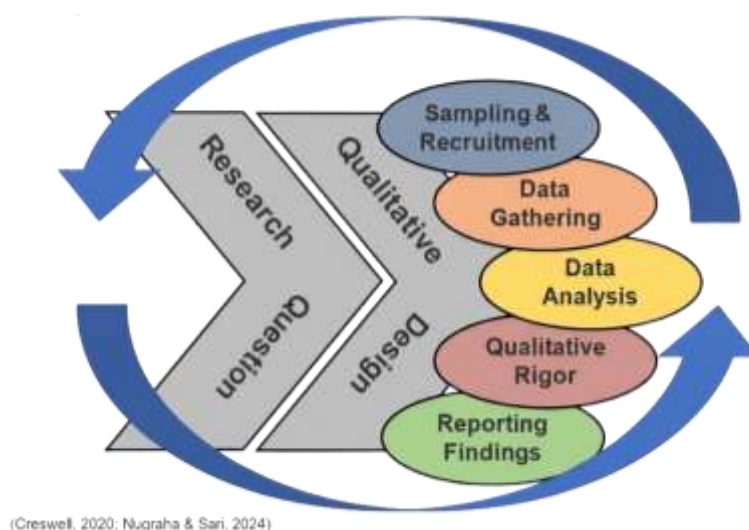 Research
Question
Qualitative
Design
Sampling &
Recruitment
Data
Gathering
Data
Analysis
Qualitative
Rigor
Reporting
Findings
(Creswell, 2020; Nugraha & Sari, 2024)